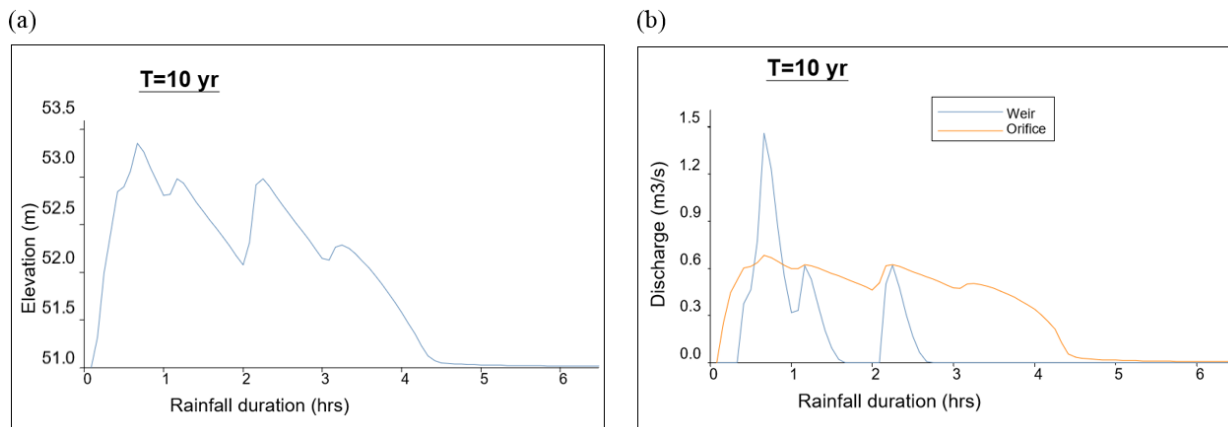 (a)
T=10 yr
53.5
53.0
52.5
52.0
51.5
51.0
Elevation (m)
0 1 2 3 4 5 6
Rainfall duration (hrs)
(b)
T=10 yr
Weir
Orifice
1.5
1.2
0.9
0.6
0.3
0.0
Discharge (m3/s)
0 1 2 3 4 5 6
Rainfall duration (hrs)